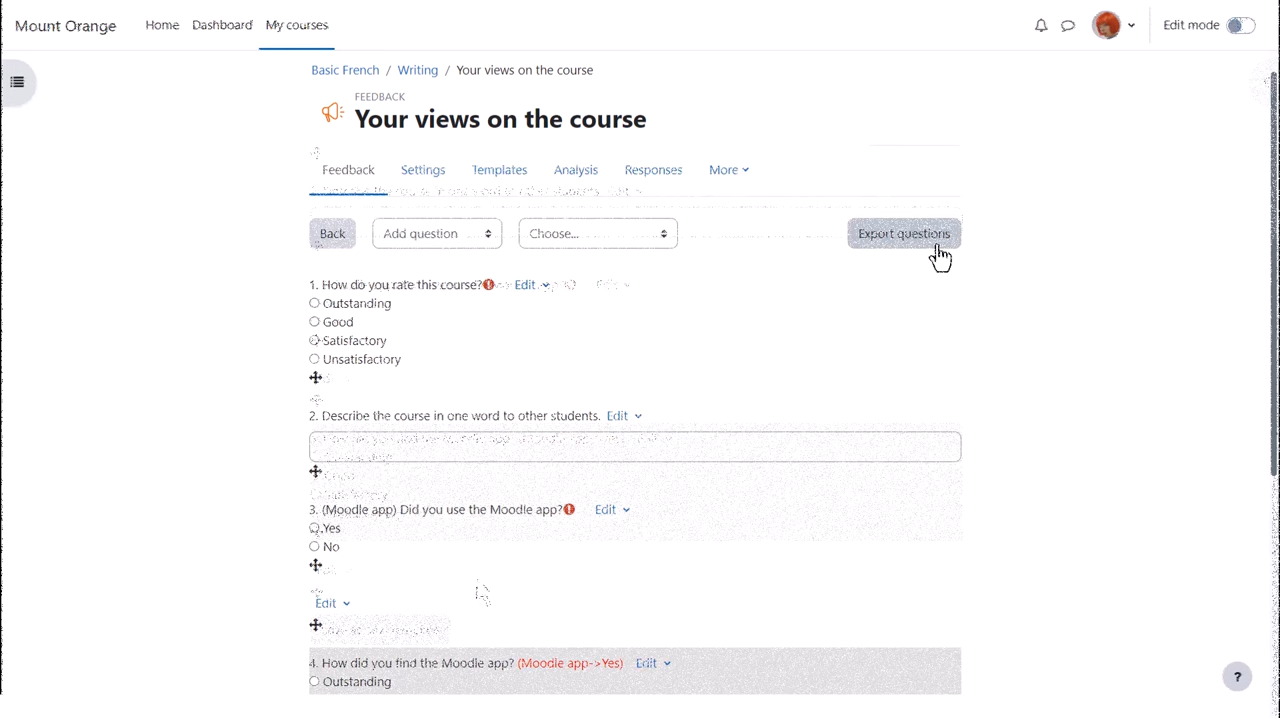 Mount Orange Home Dashboard My courses Edit mode
Basic French / Writing / Your views on the course
FEEDBACK
Your views on the course
Feedback Settings Templates Analysis Responses More
Back Add question Choose... Export questions
1. How do you rate this course? Edit
Outstanding
Good
Satisfactory
Unsatisfactory
2. Describe the course in one word to other students. Edit
3. (Moodle app) Did you use the Moodle app? Edit
Yes
No
Edit
4. How did you find the Moodle app? (Moodle app->Yes) Edit
Outstanding
?